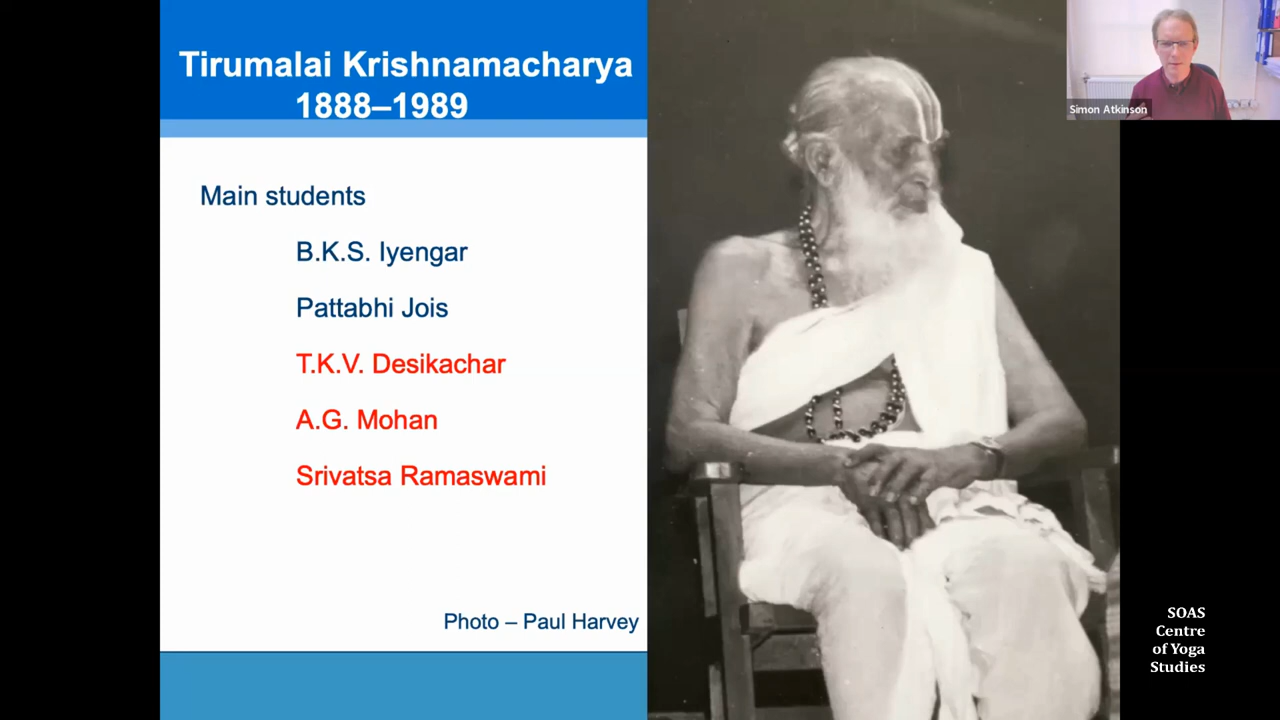 Tirumalai Krishnamacharya
1888–1989
Main students
B.K.S. Iyengar
Pattabhi Jois
T.K.V. Desikachar
A.G. Mohan
Srivatsa Ramaswami
Photo – Paul Harvey
Simon Atkinson
SOAS
Centre
of Yoga
Studies